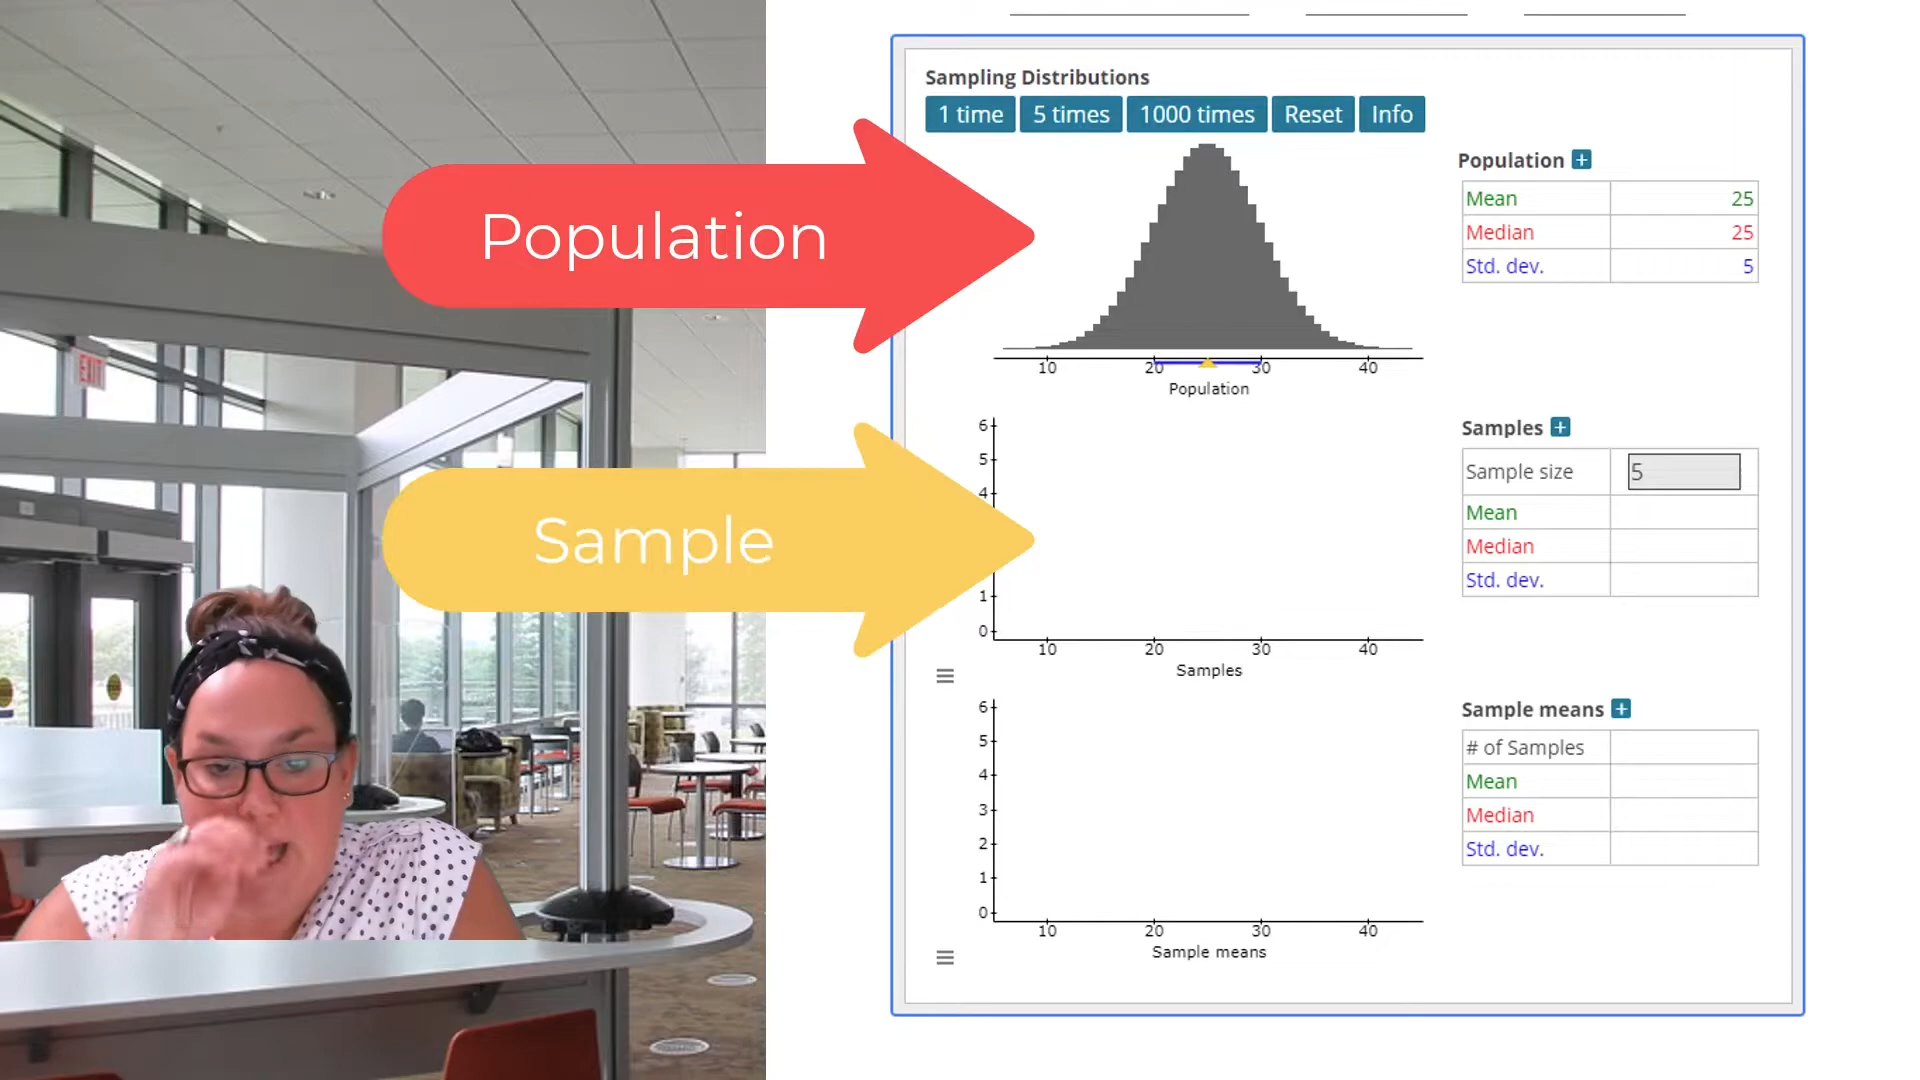 EXIT
Population
Sample
Sampling Distributions
1 time 5 times 1000 times Reset Info
10 20 30 40
Population
Population +
Mean 25
Median 25
Std. dev. 5
6
5
4
1
0
10 20 30 40
Samples
Samples +
Sample size 5
Mean
Median
Std. dev.
6
5
4
3
2
1
0
10 20 30 40
Sample means
Sample means +
# of Samples
Mean
Median
Std. dev.